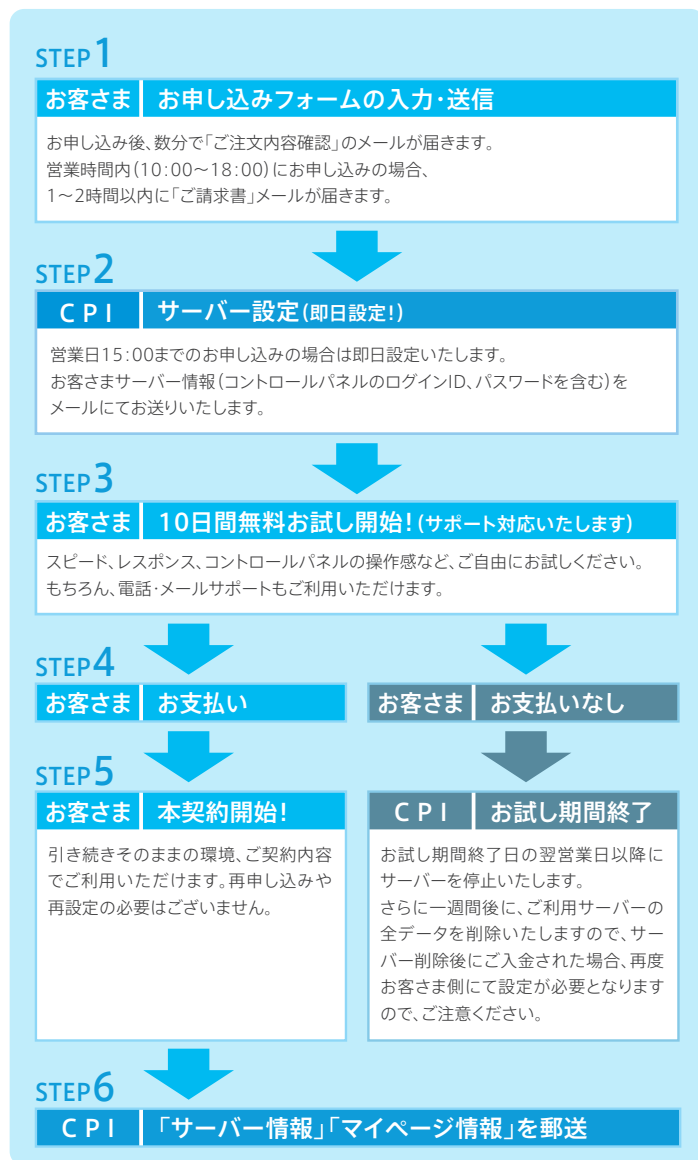 STEP1
お客さま お申し込みフォームの入力・送信
お申し込み後、数分で「ご注文内容確認」のメールが届きます。
営業時間内(10:00～18:00)にお申し込みの場合、
1～2時間以内に「ご請求書」メールが届きます。
STEP2
CPI サーバー設定(即日設定!)
営業日15:00までのお申し込みの場合は即日設定いたします。
お客さまサーバー情報(コントロールパネルのログインID、パスワードを含む)を
メールにてお送りいたします。
STEP3
お客さま 10日間無料お試し開始!(サポート対応いたします)
スピード、レスポンス、コントロールパネルの操作感など、ご自由にお試しください。
もちろん、電話・メールサポートもご利用いただけます。
STEP4
お客さま お支払い
お客さま お支払いなし
STEP5
お客さま 本契約開始!
引き続きそのままの環境、ご契約内容
でご利用いただけます。再申し込みや
再設定の必要はございません。
CPI お試し期間終了
お試し期間終了日の翌営業日以降に
サーバーを停止いたします。
さらに一週間後に、ご利用サーバーの
全データを削除いたしますので、サー
バー削除後にご入金された場合、再度
お客さま側にて設定が必要となります
ので、ご注意ください。
STEP6
CPI 「サーバー情報」「マイページ情報」を郵送